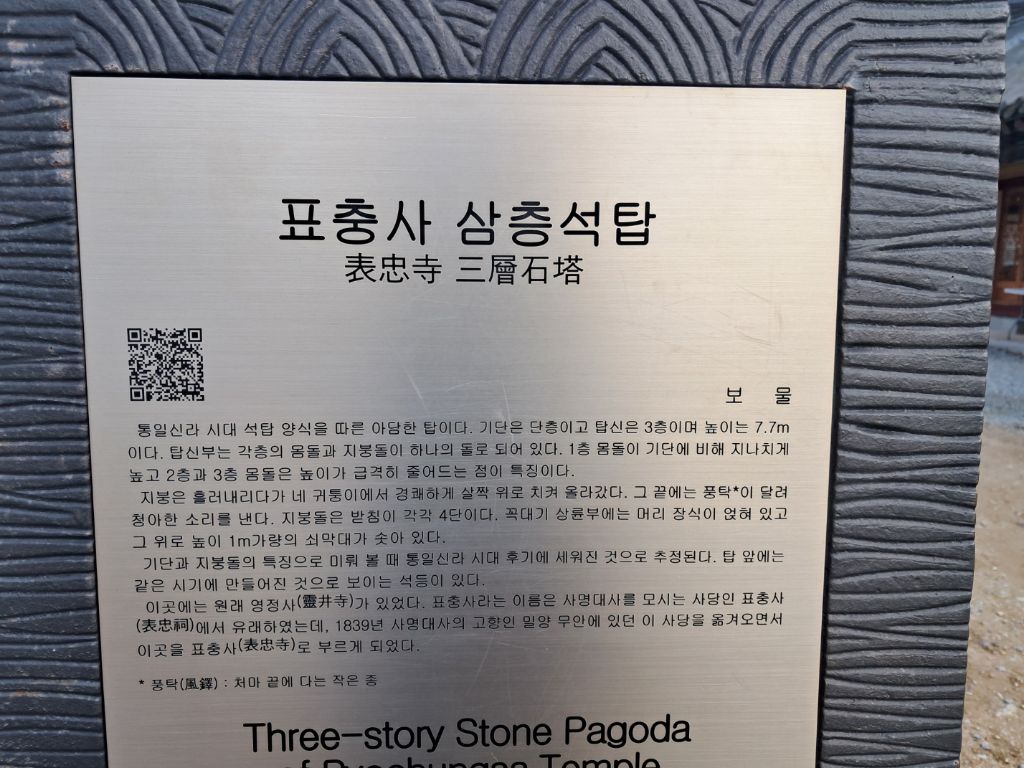 표충사 삼층석탑
表忠寺 三層石塔
보 물
통일신라 시대 석탑 양식을 따른 아담한 탑이다. 기단은 단층이고 탑신은 3층이며 높이는 7.7m
이다. 탑신부는 각층의 몸돌과 지붕돌이 하나의 돌로 되어 있다. 1층 몸돌이 기단에 비해 지나치게
높고 2층과 3층 몸돌은 높이가 급격히 줄어드는 점이 특징이다.
지붕은 흘러내리다가 네 귀퉁이에서 경쾌하게 살짝 위로 치켜 올라갔다. 그 끝에는 풍탁*이 달려
청아한 소리를 낸다. 지붕돌은 받침이 각각 4단이다. 꼭대기 상륜부에는 머리 장식이 얹혀 있고
그 위로 높이 1m가량의 쇠막대가 솟아 있다.
기단과 지붕돌의 특징으로 미뤄 볼 때 통일신라 시대 후기에 세워진 것으로 추정된다. 탑 앞에는
같은 시기에 만들어진 것으로 보이는 석등이 있다.
이곳에는 원래 영정사(靈井寺)가 있었다. 표충사라는 이름은 사명대사를 모시는 사당인 표충사
(表忠祠)에서 유래하였는데, 1839년 사명대사의 고향인 밀양 무안에 있던 이 사당을 옮겨오면서
이곳을 표충사(表忠寺)로 부르게 되었다.
* 풍탁(風鐸) : 처마 끝에 다는 작은 종
Three-story Stone Pagoda
of Pyochungsa Temple